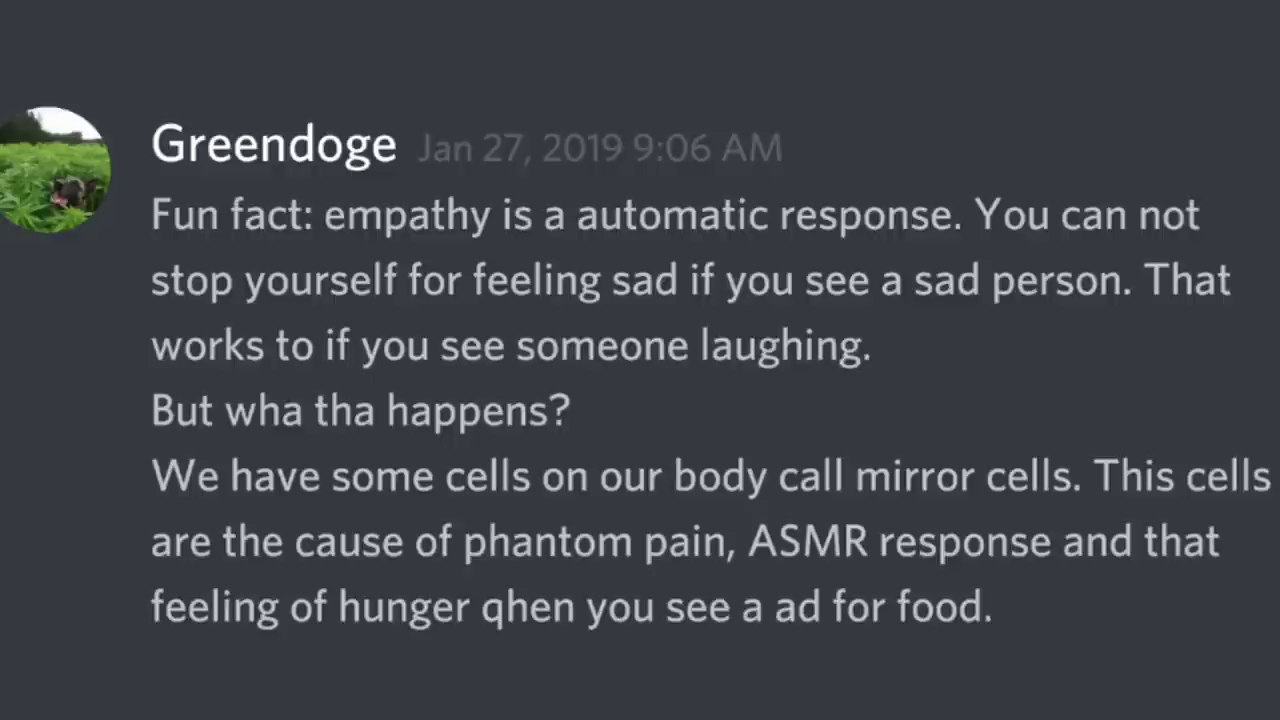 Greendoge Jan 27, 2019 9:06 AM
Fun fact: empathy is a automatic response. You can not
stop yourself for feeling sad if you see a sad person. That
works to if you see someone laughing.
But wha tha happens?
We have some cells on our body call mirror cells. This cells
are the cause of phantom pain, ASMR response and that
feeling of hunger qhen you see a ad for food.